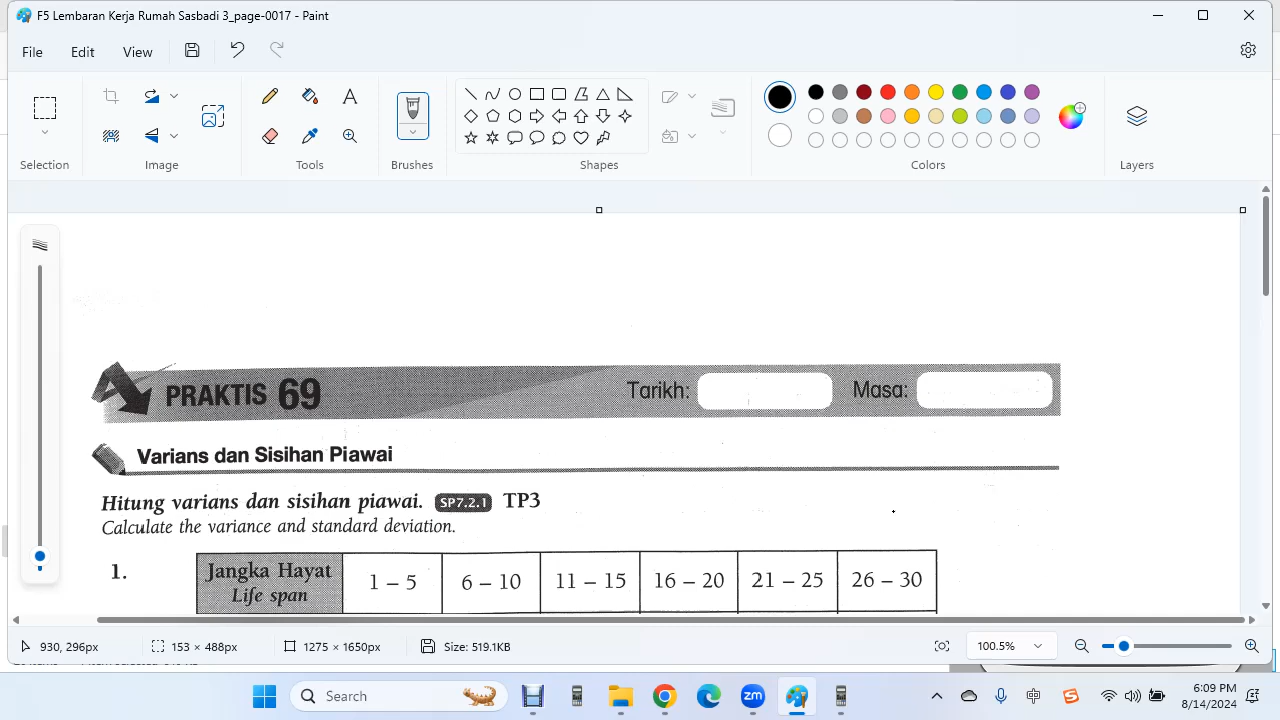 F5 Lembaran Kerja Rumah Sasbadi 3_page-0017 - Paint
File Edit View
Selection
Image
Tools
Brushes
Shapes
Colors
Layers
PRAKTIS 69 Tarikh: Masa:
Varians dan Sisihan Piawai
Hitung varians dan sisihan piawai. SP7.2.1 TP3
Calculate the variance and standard deviation.
1. Jangka Hayat 1 – 5 6 – 10 11 – 15 16 – 20 21 – 25 26 – 30
Life span
930, 296px 153 × 488px 1275 × 1650px Size: 519.1KB 100.5%
Search zm 中 S 6:09 PM
8/14/2024